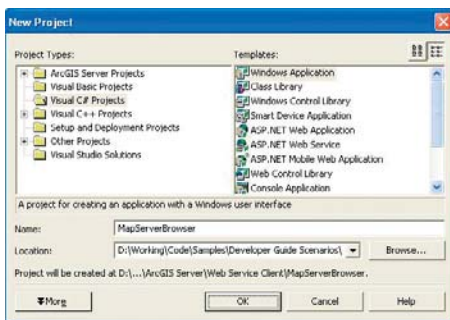 New Project
Project Types:
Templates:
ArcGIS Server Projects
Visual Basic Projects
Visual C# Projects
Visual C++ Projects
Setup and Deployment Projects
Other Projects
Visual Studio Solutions
Windows Application
Class Library
Windows Control Library
Smart Device Application
ASP.NET Web Application
ASP.NET Web Service
ASP.NET Mobile Web Application
Web Control Library
Console Application
A project for creating an application with a Windows user interface
Name: MapServerBrowser
Location: D:\Working\Code\Samples\Developer Guide Scenarios\ Browse...
Project will be created at D:\...\ArcGIS Server\Web Service Client\MapServerBrowser.
More OK Cancel Help